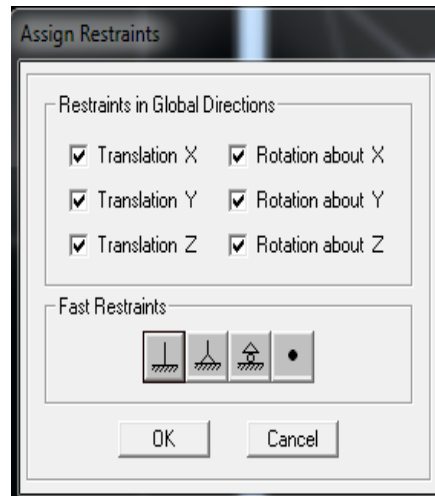 Assign Restraints
Restraints in Global Directions
Translation X
Rotation about X
Translation Y
Rotation about Y
Translation Z
Rotation about Z
Fast Restraints
OK
Cancel